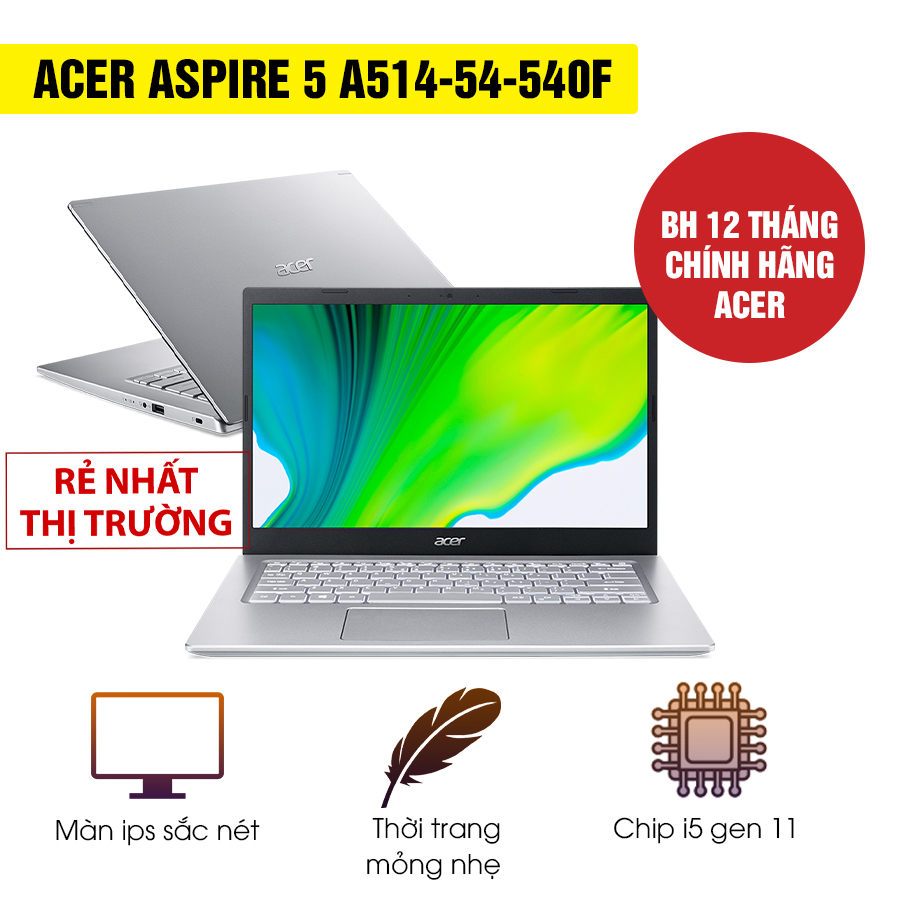 ACER ASPIRE 5 A514-54-540F
BH 12 THÁNG
CHÍNH HÃNG
ACER
acer
RẺ NHẤT
THỊ TRƯỜNG
acer
Màn ips sắc nét
Thời trang
mỏng nhẹ
Chip i5 gen 11